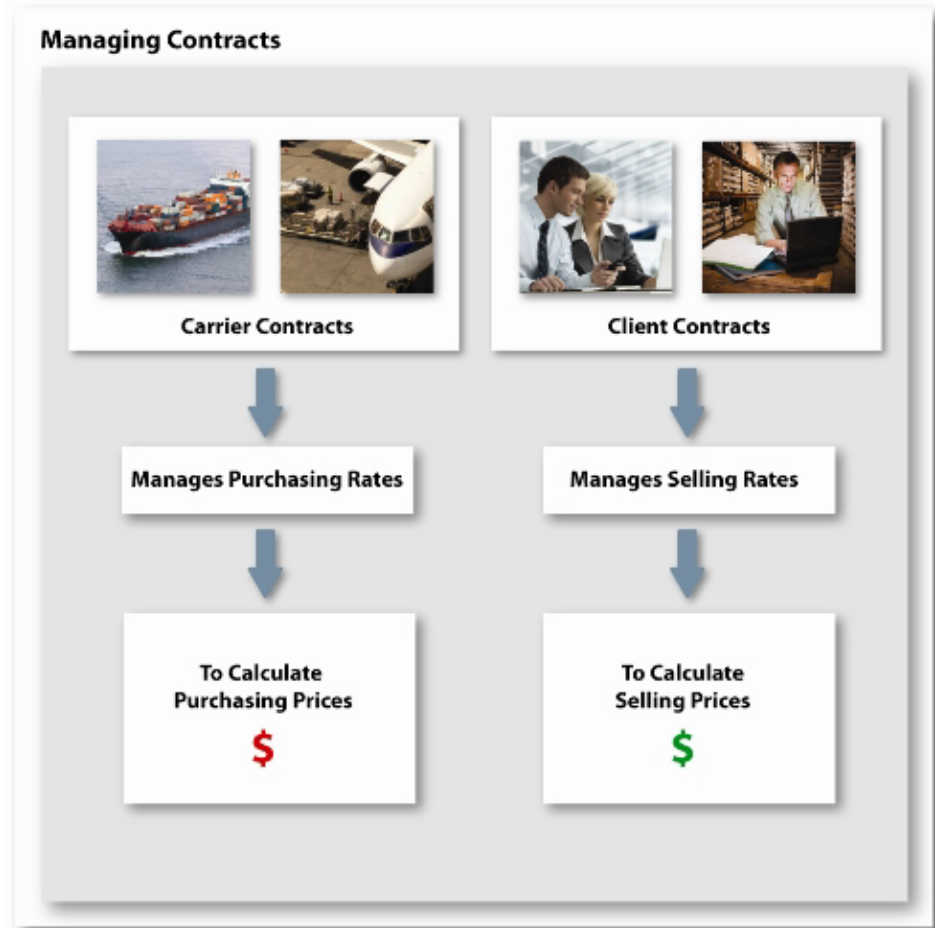 Managing Contracts
Carrier Contracts
Client Contracts
Manages Purchasing Rates
Manages Selling Rates
To Calculate
Purchasing Prices
$
To Calculate
Selling Prices
$